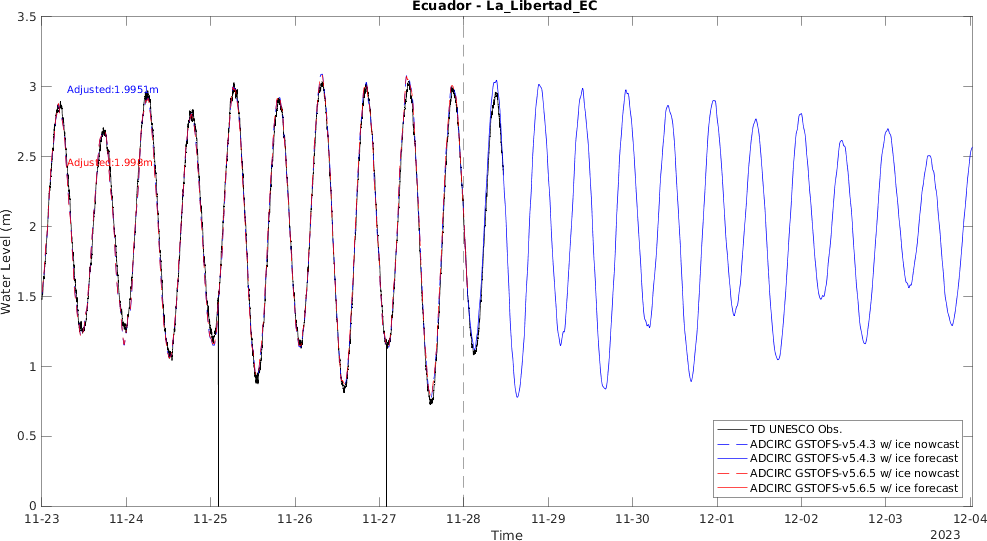 Ecuador - La_Libertad_EC
3.5
3
2.5
2
1.5
1
0.5
0
Water Level (m)
Adjusted:1.9951m
Adjusted:1.998m
TD UNESCO Obs.
ADCIRC GSTOFS-v5.4.3 w/ ice nowcast
ADCIRC GSTOFS-v5.4.3 w/ ice forecast
ADCIRC GSTOFS-v5.6.5 w/ ice nowcast
ADCIRC GSTOFS-v5.6.5 w/ ice forecast
11-23 11-24 11-25 11-26 11-27 11-28 11-29 11-30 12-01 12-02 12-03 12-04
Time
2023